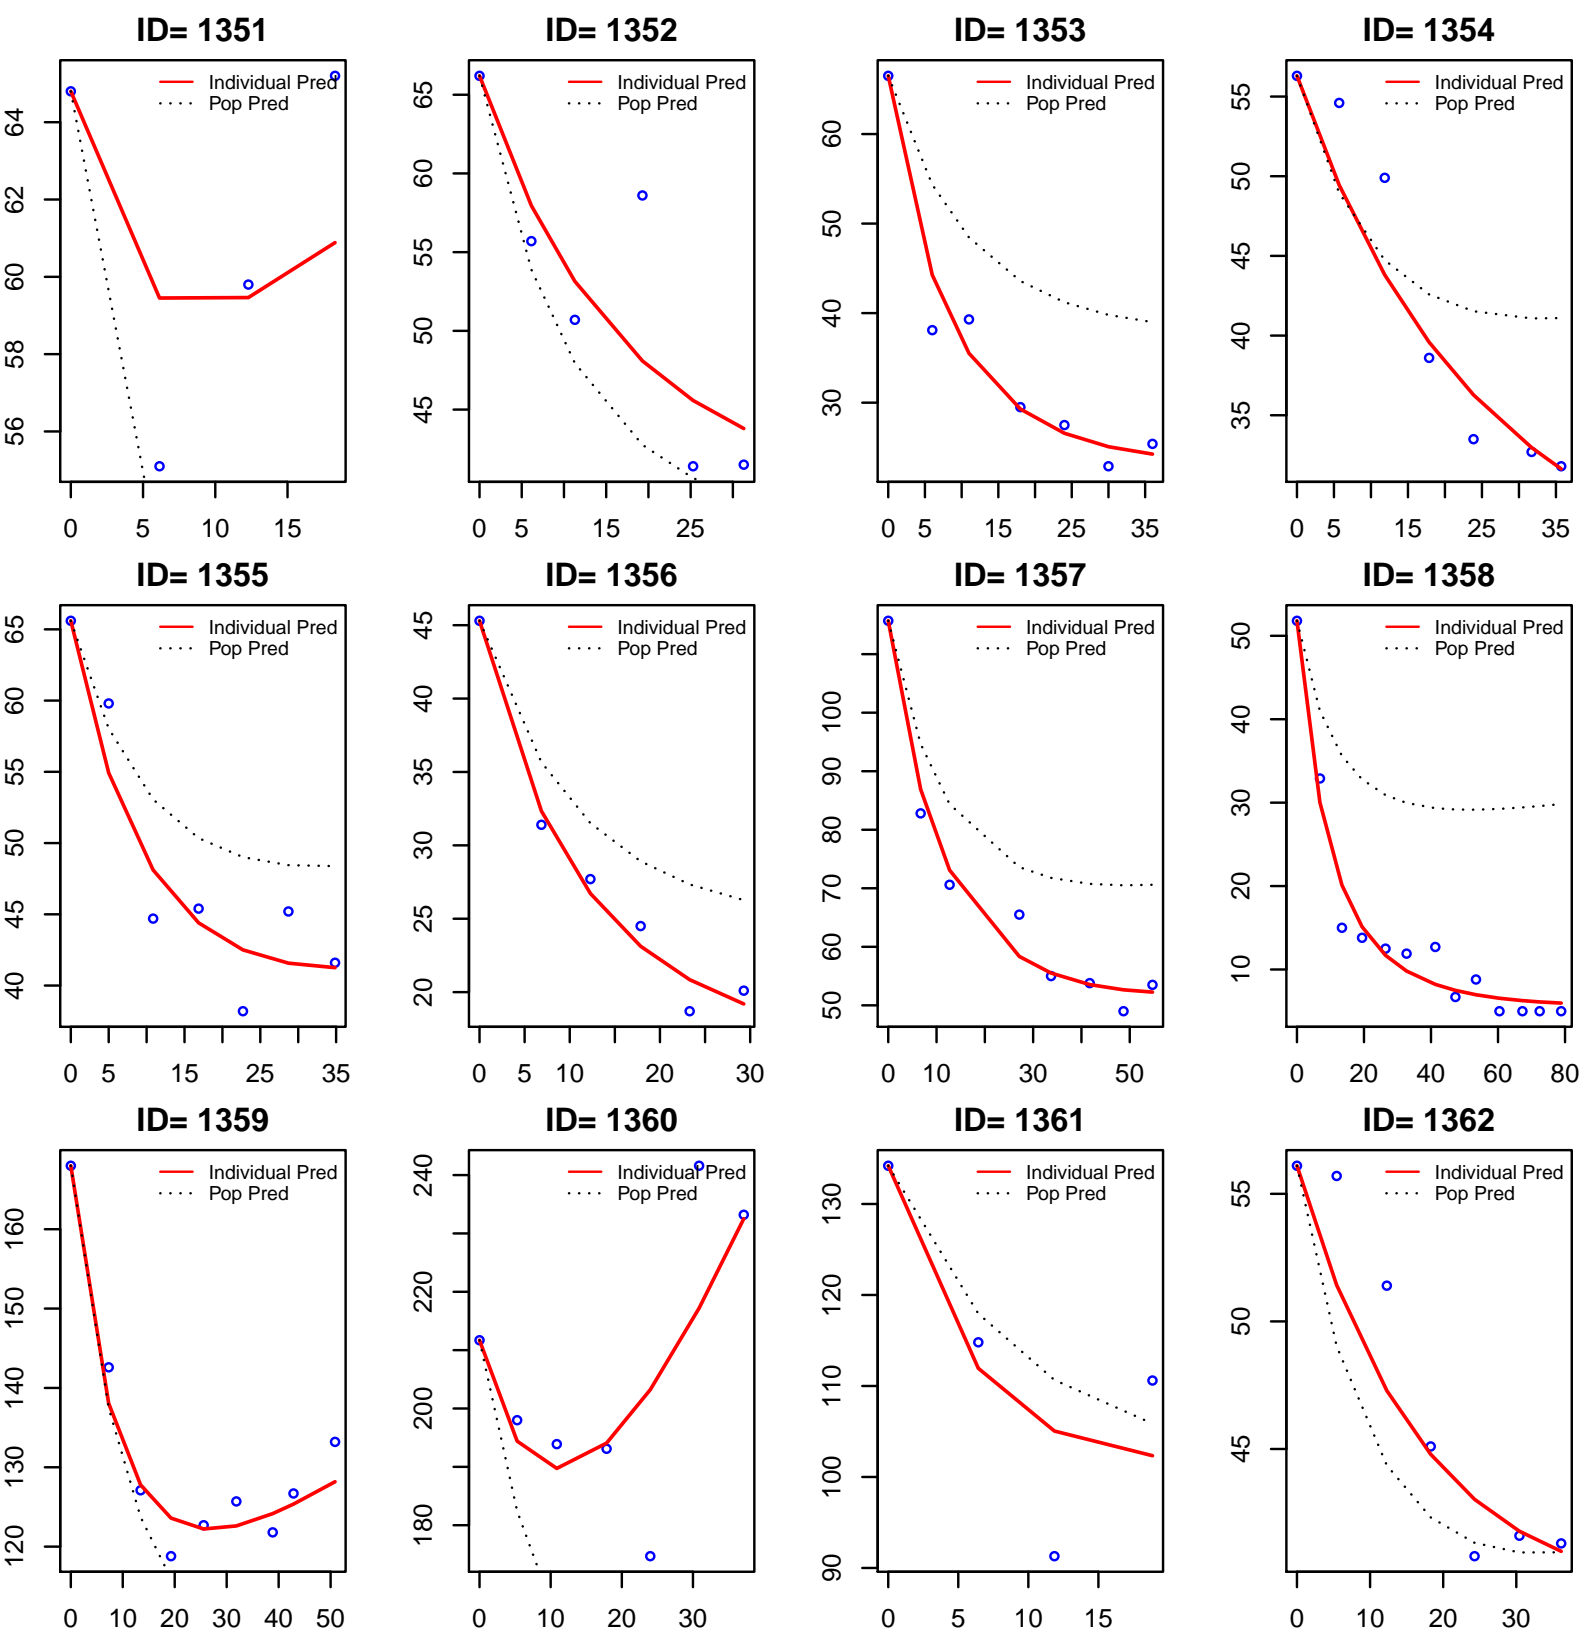 ID= 1351
Individual Pred
Pop Pred
56 58 60 62 64
0 5 10 15
ID= 1352
Individual Pred
Pop Pred
45 50 55 60 65
0 5 15 25
ID= 1353
Individual Pred
Pop Pred
30 40 50 60
0 5 15 25 35
ID= 1354
Individual Pred
Pop Pred
35 40 45 50 55
0 5 15 25 35
ID= 1355
Individual Pred
Pop Pred
40 45 50 55 60 65
0 5 15 25 35
ID= 1356
Individual Pred
Pop Pred
20 25 30 35 40 45
0 5 10 20 30
ID= 1357
Individual Pred
Pop Pred
50 60 70 80 90 100
0 10 30 50
ID= 1358
Individual Pred
Pop Pred
10 20 30 40 50
0 20 40 60 80
ID= 1359
Individual Pred
Pop Pred
120 130 140 150 160
0 10 20 30 40 50
ID= 1360
Individual Pred
Pop Pred
180 200 220 240
0 10 20 30
ID= 1361
Individual Pred
Pop Pred
90 100 110 120 130
0 5 10 15
ID= 1362
Individual Pred
Pop Pred
45 50 55
0 10 20 30